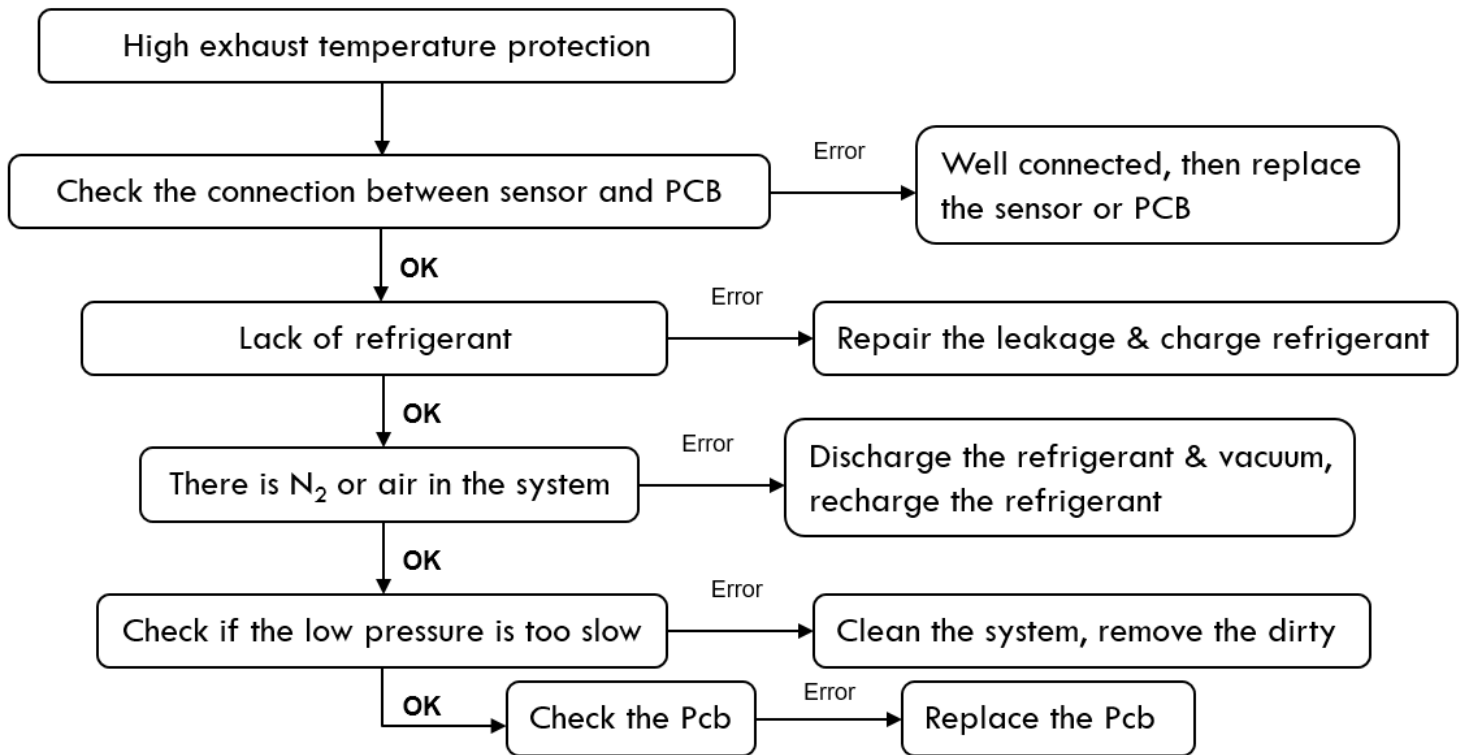 High exhaust temperature protection
Check the connection between sensor and PCB
Error
Well connected, then replace
the sensor or PCB
OK
Lack of refrigerant
Error
Repair the leakage & charge refrigerant
OK
There is N₂ or air in the system
Error
Discharge the refrigerant & vacuum,
recharge the refrigerant
OK
Check if the low pressure is too slow
Error
Clean the system, remove the dirty
OK
Check the Pcb
Error
Replace the Pcb